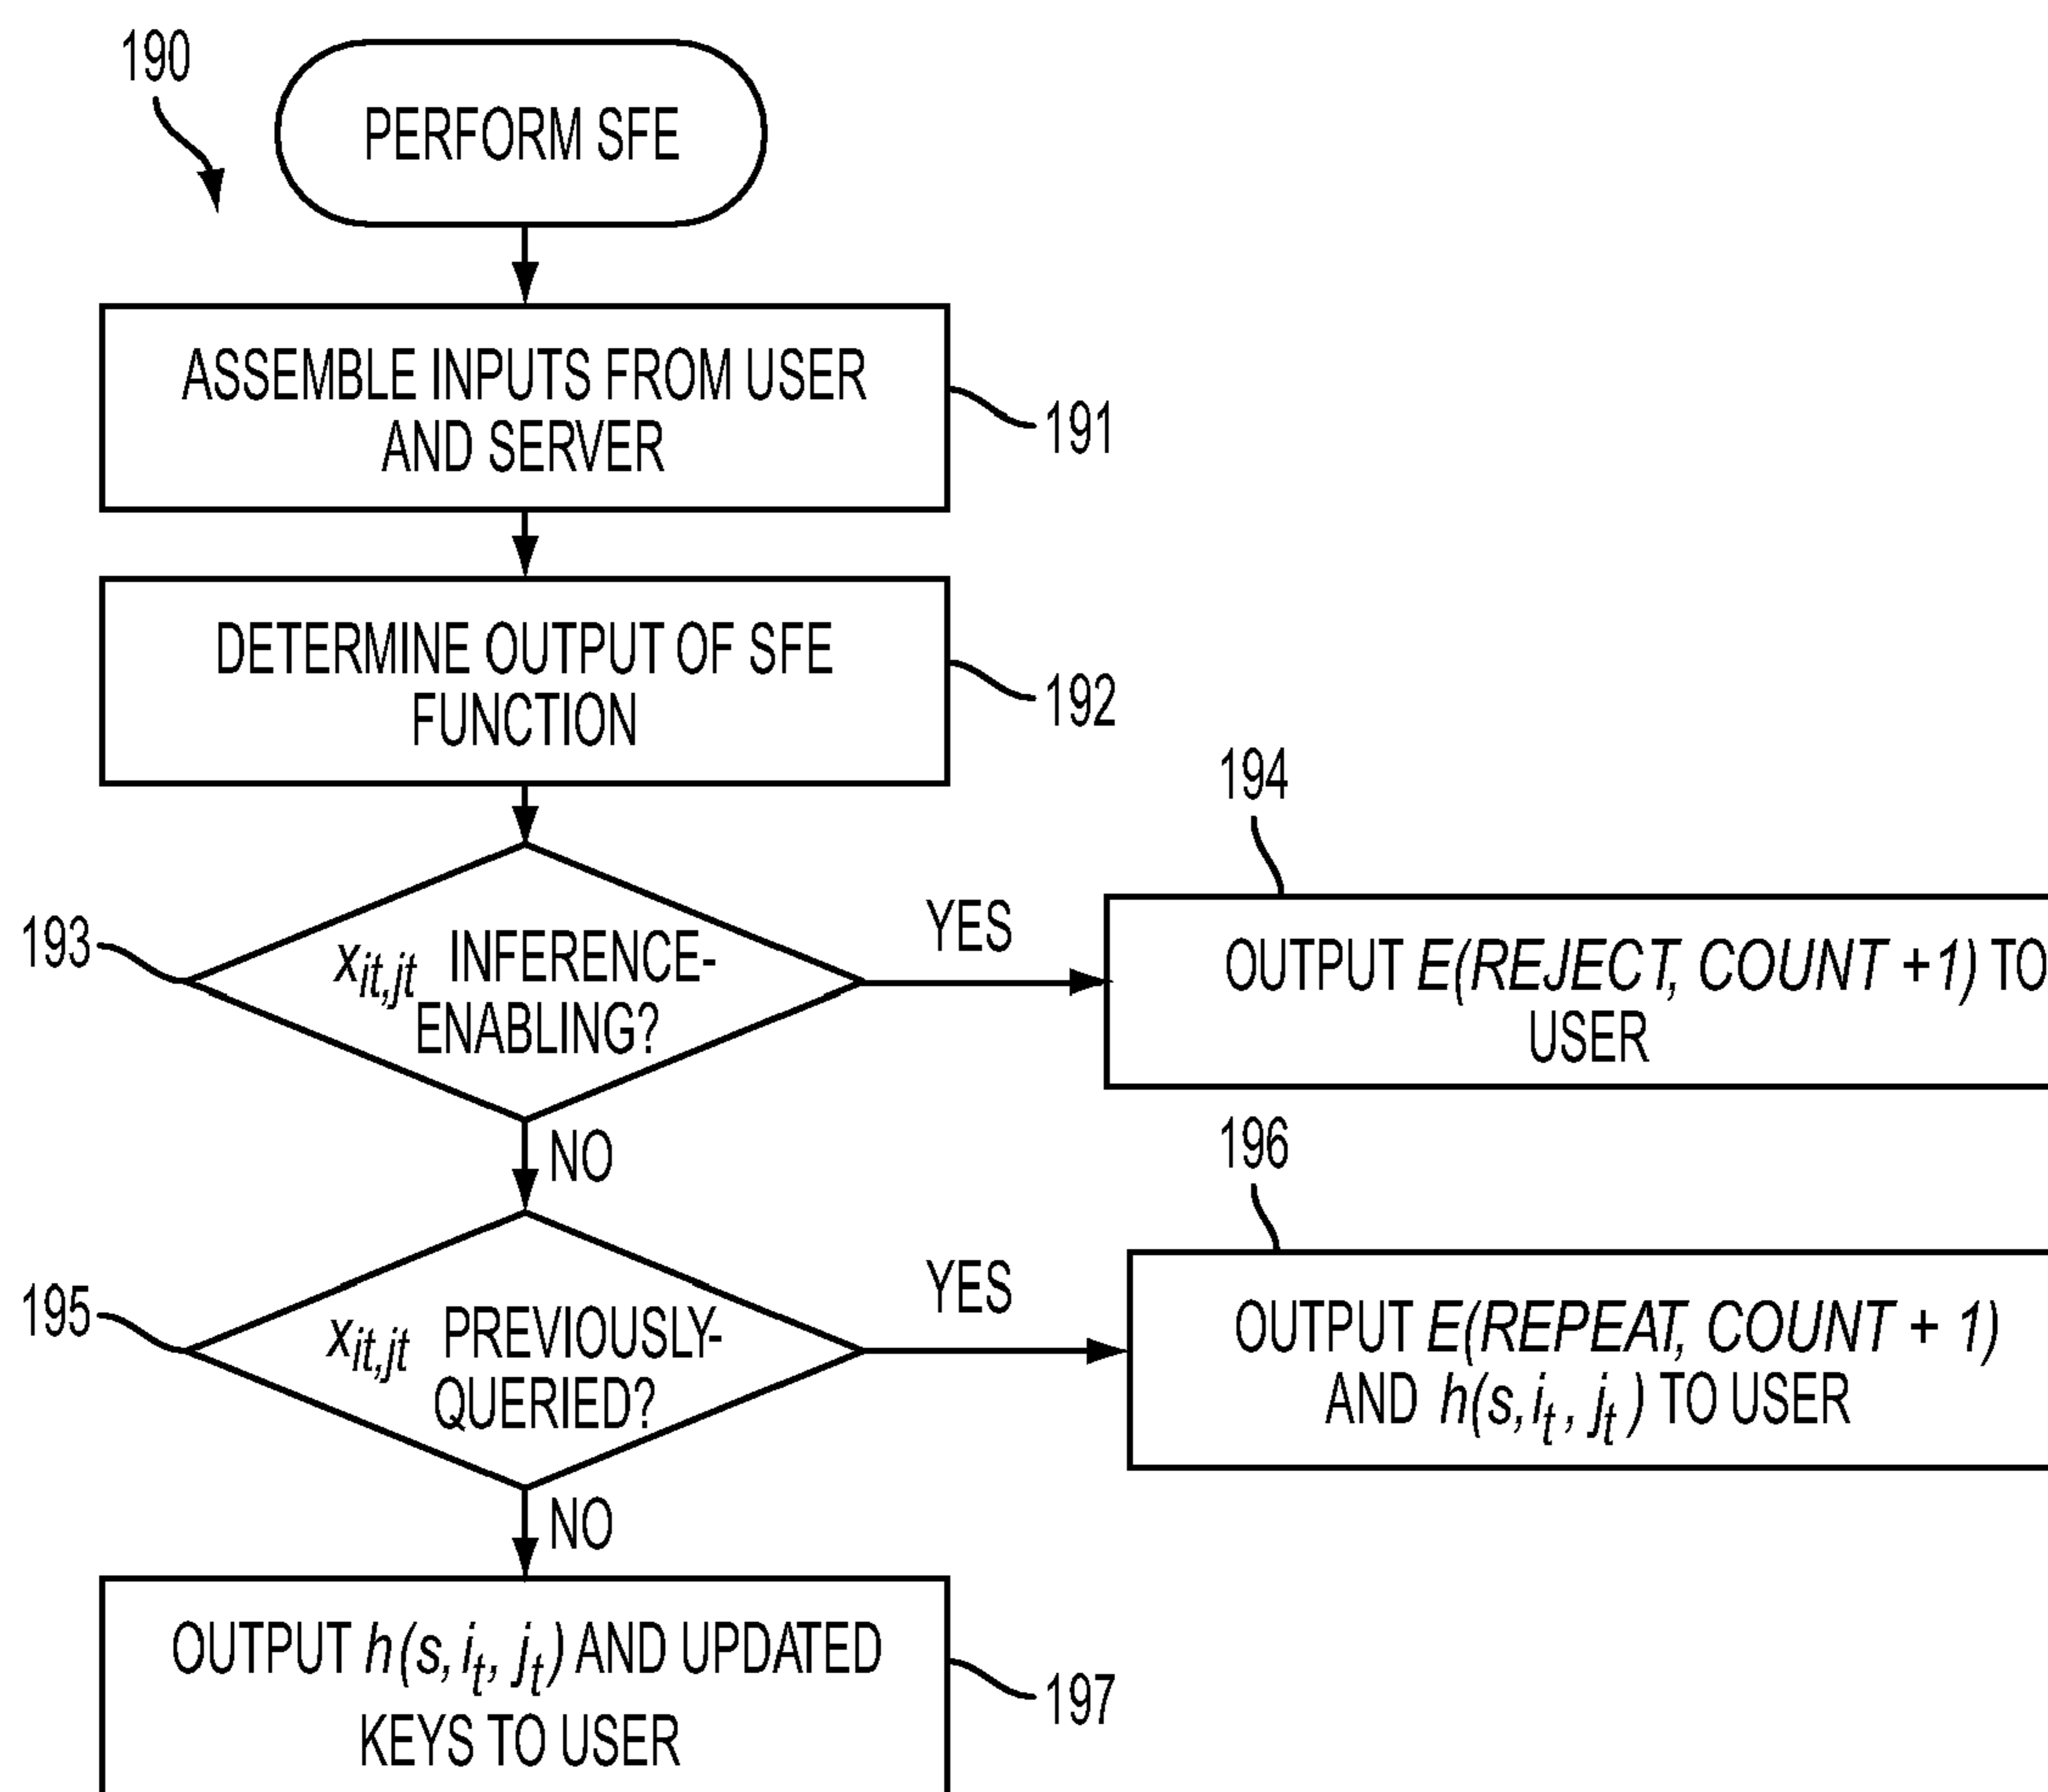 190
PERFORM SFE
ASSEMBLE INPUTS FROM USER
AND SERVER
191
DETERMINE OUTPUT OF SFE
FUNCTION
192
193
x_{it,jt} INFERENCE-
ENABLING?
YES
194
OUTPUT E(REJECT, COUNT +1) TO
USER
NO
195
x_{it,jt} PREVIOUSLY-
QUERIED?
YES
196
OUTPUT E(REPEAT, COUNT + 1)
AND h(s, i_t, j_t) TO USER
NO
OUTPUT h(s, i_t, j_t) AND UPDATED
KEYS TO USER
197